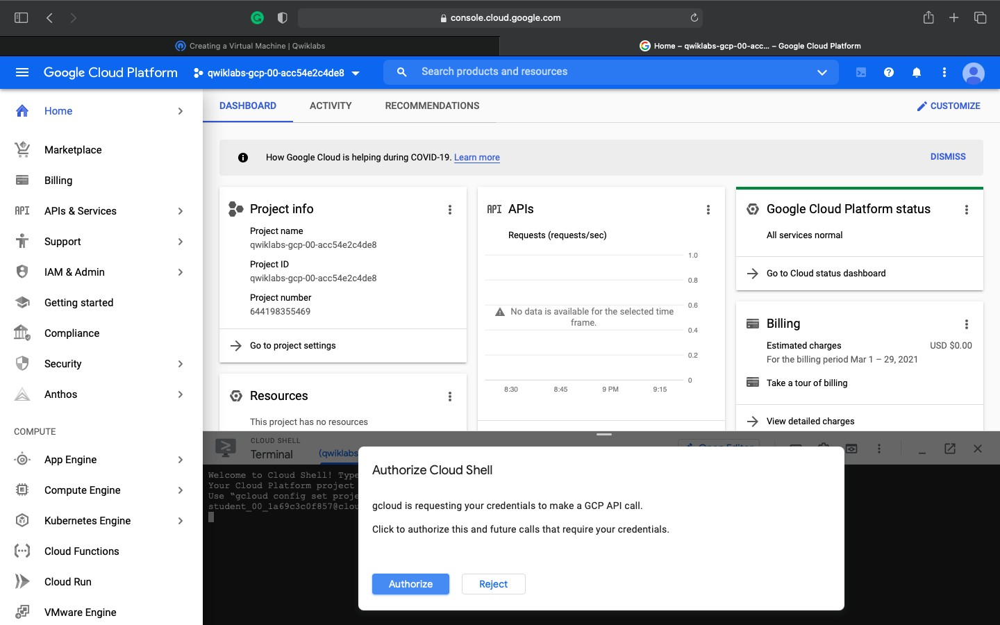 console.cloud.google.com
Creating a Virtual Machine | Qwiklabs
Home – qwiklabs-gcp-00-acc... – Google Cloud Platform
Google Cloud Platform
qwiklabs-gcp-00-acc54e2c4de8
Search products and resources
Home
Marketplace
Billing
API
APIs & Services
Support
IAM & Admin
Getting started
Compliance
Security
Anthos
COMPUTE
App Engine
Compute Engine
Kubernetes Engine
Cloud Functions
Cloud Run
VMware Engine
DASHBOARD
ACTIVITY
RECOMMENDATIONS
CUSTOMIZE
How Google Cloud is helping during COVID-19. Learn more
DISMISS
Project info
Project name
qwiklabs-gcp-00-acc54e2c4de8
Project ID
qwiklabs-gcp-00-acc54e2c4de8
Project number
644198355469
Go to project settings
Resources
This project has no resources
API APIs
Requests (requests/sec)
1.0
0.8
0.6
No data is available for the selected time
frame.
0.4
0.2
0
8:30 8:45 9 PM 9:15
Google Cloud Platform status
All services normal
Go to Cloud status dashboard
Billing
Estimated charges USD $0.00
For the billing period Mar 1 – 29, 2021
Take a tour of billing
View detailed charges
CLOUD SHELL
Terminal
(qwiklabs
Open Editor
Welcome to Cloud Shell! Type
Your Cloud Platform project
Use "gcloud config set proje
student_00_1a69c3c0f857@clou
Authorize Cloud Shell
gcloud is requesting your credentials to make a GCP API call.
Click to authorize this and future calls that require your credentials.
Authorize
Reject